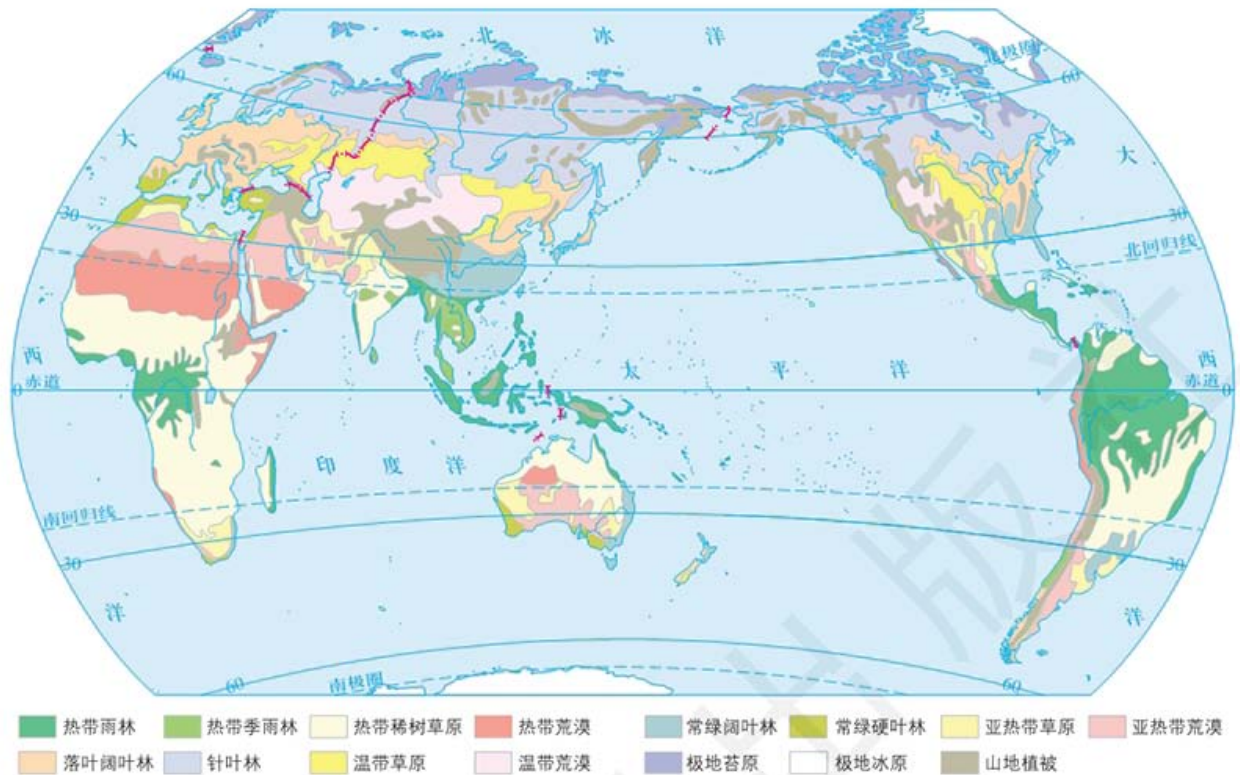 北 冰 洋
北极圈
60
60
大
大
30
30
北回归线
西
西
太 平 洋
赤道
赤道
0
0
印 度 洋
南回归线
30
30
洋
洋
60
南极圈
60
版
社
热带雨林 热带季雨林 热带稀树草原 热带荒漠 常绿阔叶林 常绿硬叶林 亚热带草原 亚热带荒漠
落叶阔叶林 针叶林 温带草原 温带荒漠 极地苔原 极地冰原 山地植被